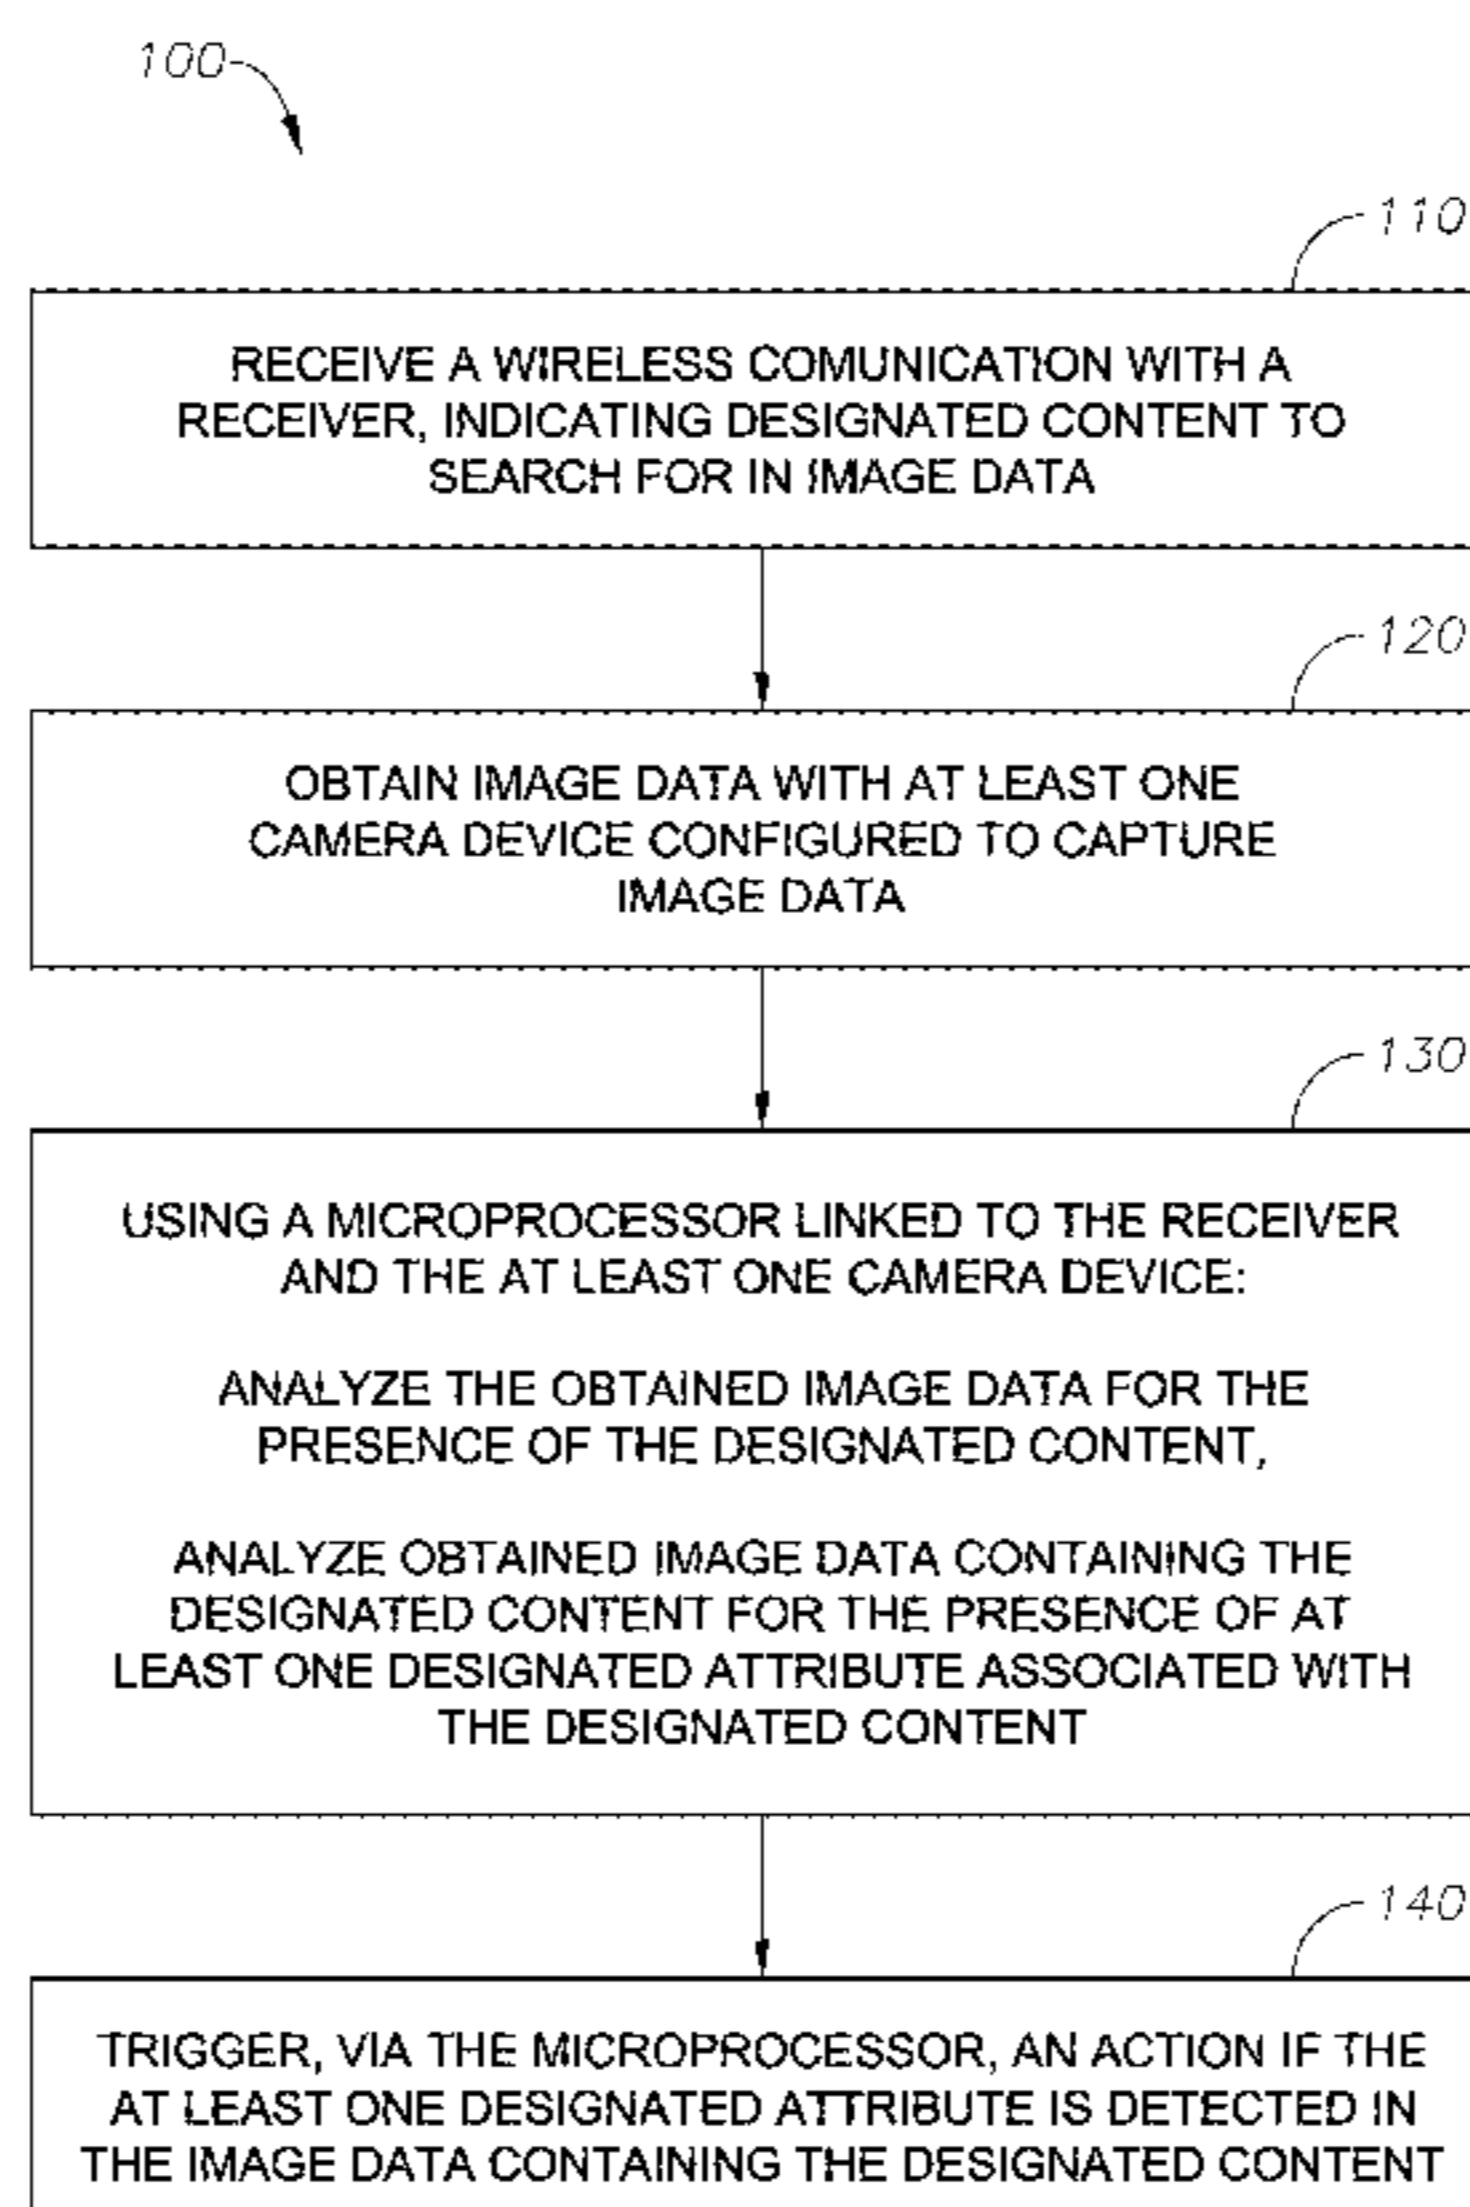 100
110
RECEIVE A WIRELESS COMUNICATION WITH A
RECEIVER, INDICATING DESIGNATED CONTENT TO
SEARCH FOR IN IMAGE DATA
120
OBTAIN IMAGE DATA WITH AT LEAST ONE
CAMERA DEVICE CONFIGURED TO CAPTURE
IMAGE DATA
130
USING A MICROPROCESSOR LINKED TO THE RECEIVER
AND THE AT LEAST ONE CAMERA DEVICE:
ANALYZE THE OBTAINED IMAGE DATA FOR THE
PRESENCE OF THE DESIGNATED CONTENT,
ANALYZE OBTAINED IMAGE DATA CONTAINING THE
DESIGNATED CONTENT FOR THE PRESENCE OF AT
LEAST ONE DESIGNATED ATTRIBUTE ASSOCIATED WITH
THE DESIGNATED CONTENT
140
TRIGGER, VIA THE MICROPROCESSOR, AN ACTION IF THE
AT LEAST ONE DESIGNATED ATTRIBUTE IS DETECTED IN
THE IMAGE DATA CONTAINING THE DESIGNATED CONTENT